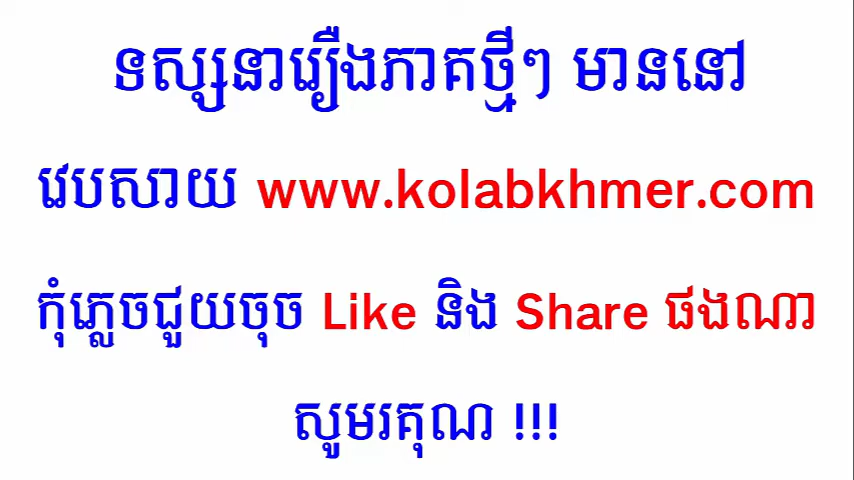 ទស្សនារឿងភាគថ្មីៗ មាននៅ
វេបសាយ www.kolabkhmer.com
កុំភ្លេចជួយចុច Like និង Share ផងណា
សូមរគុណ !!!